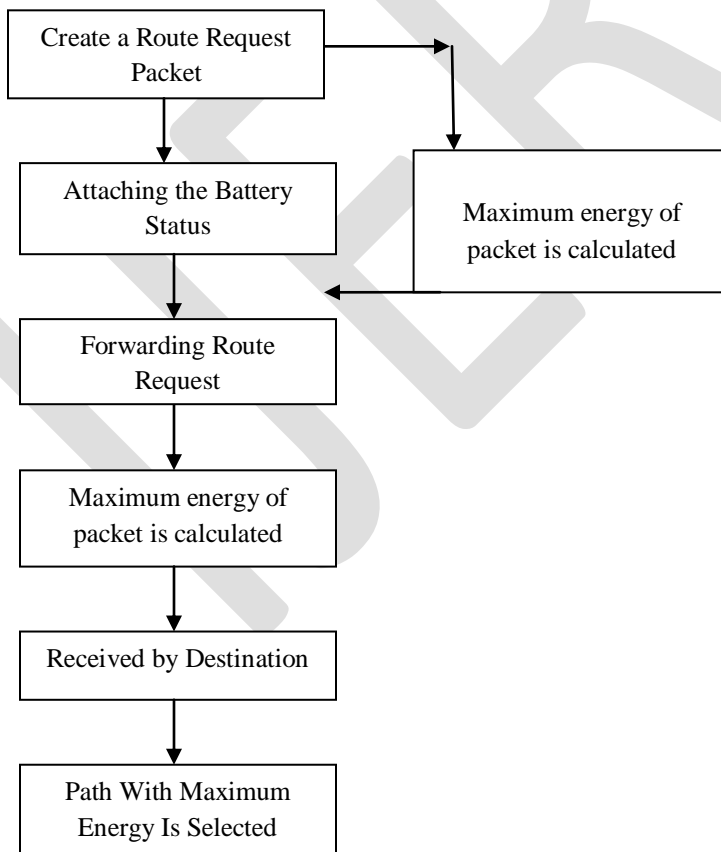 Create a Route Request
Packet
Attaching the Battery
Status
Maximum energy of
packet is calculated
Forwarding Route
Request
Maximum energy of
packet is calculated
Received by Destination
Path With Maximum
Energy Is Selected